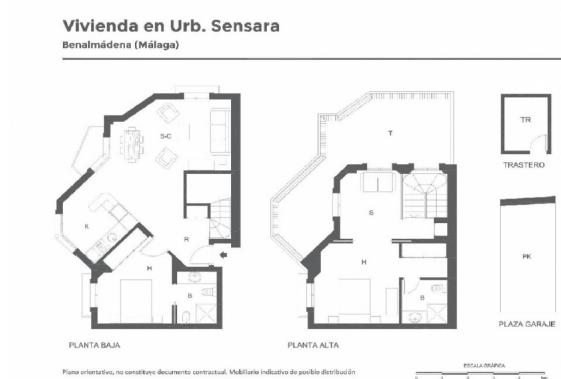 Vivienda en Urb. Sensara
Benalmádena (Málaga)
S-C
K
R
H
B
PLANTA BAJA
T
S
H
B
PLANTA ALTA
TR
TRASTERO
PK
PLAZA GARAJE
Plano orientativo, no constituye documento contractual. Mobiliario indicativo de posible distribución
ESCALA GRÁFICA